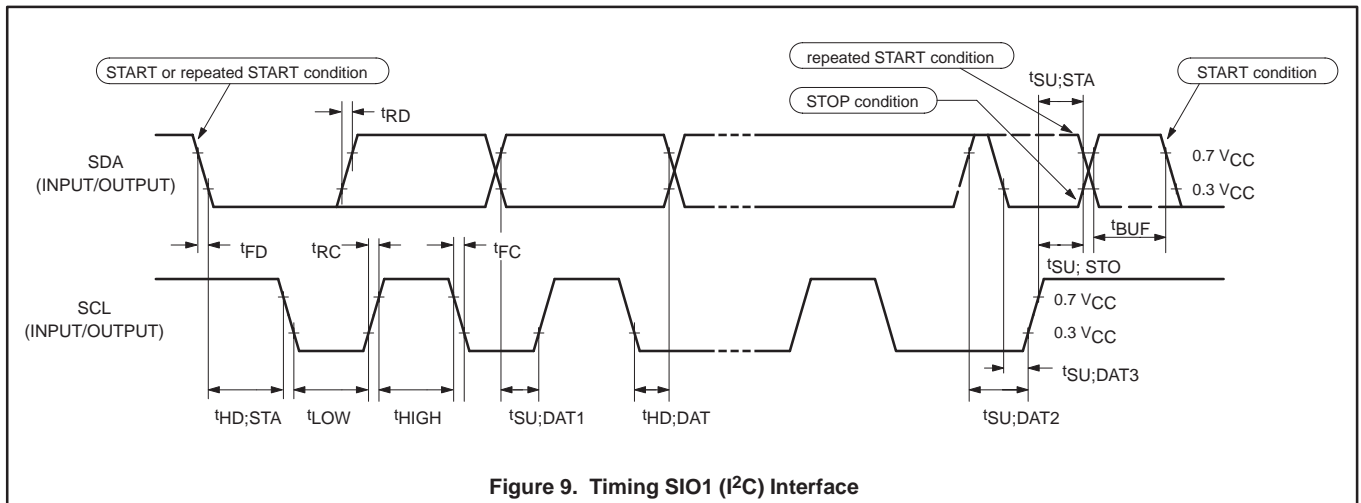 START or repeated START condition
repeated START condition
tSU;STA
START condition
STOP condition
tRD
SDA
(INPUT/OUTPUT)
0.7 VCC
0.3 VCC
tFD
tRC
tFC
tBUF
tSU; STO
SCL
(INPUT/OUTPUT)
0.7 VCC
0.3 VCC
tSU;DAT3
tHD;STA
tLOW
tHIGH
tSU;DAT1
tHD;DAT
tSU;DAT2
Figure 9. Timing SIO1 (I²C) Interface